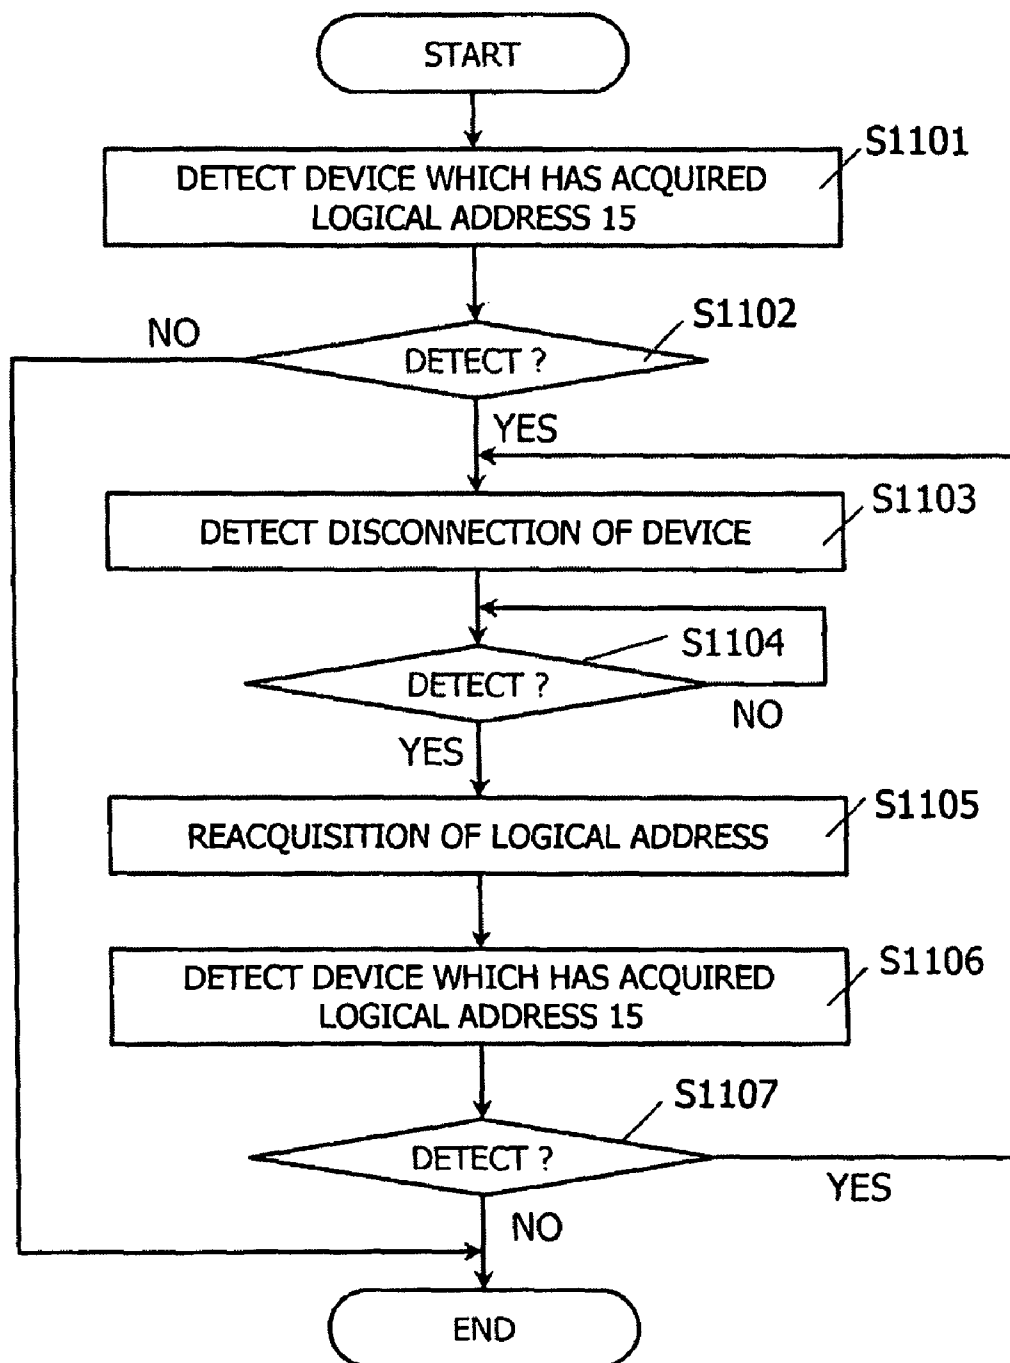 START
S1101
DETECT DEVICE WHICH HAS ACQUIRED
LOGICAL ADDRESS 15
S1102
NO
DETECT ?
YES
S1103
DETECT DISCONNECTION OF DEVICE
S1104
DETECT ?
NO
YES
S1105
REACQUISITION OF LOGICAL ADDRESS
S1106
DETECT DEVICE WHICH HAS ACQUIRED
LOGICAL ADDRESS 15
S1107
DETECT ?
YES
NO
END